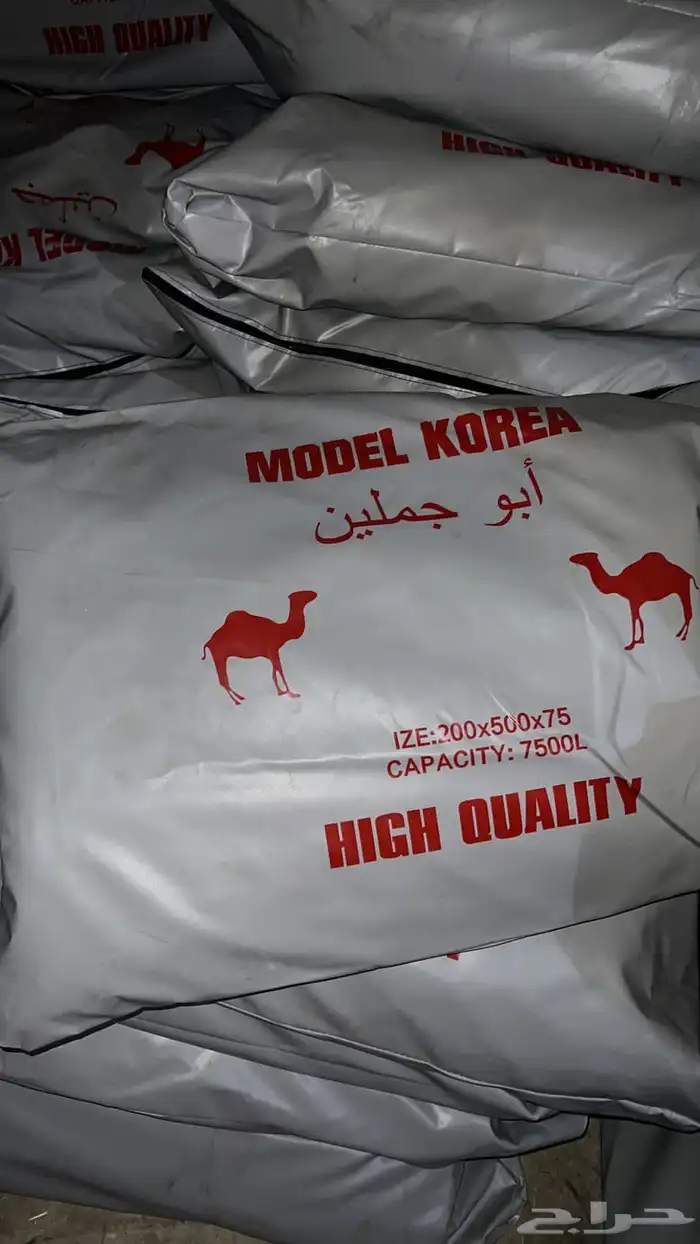 HIGH QUALITY
HIGH QUALITY
MODEL KOREA
أبو جملين
IZE:200x500x75
CAPACITY: 7500L
HIGH QUALITY
حراج